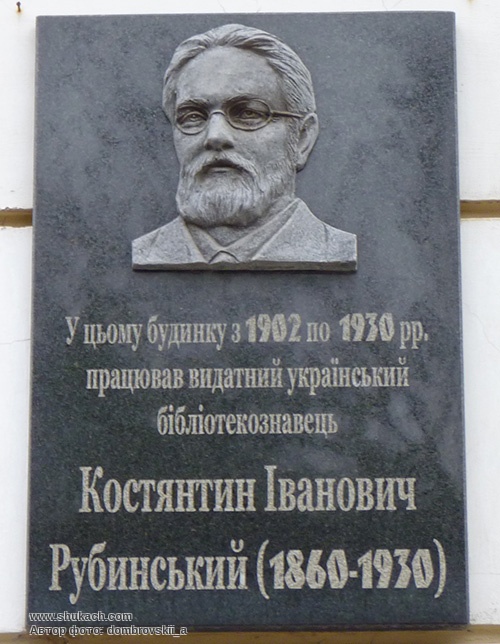 У цьому будинку з 1902 по 1930 рр.
працював видатний український
бібліотекознавець
Костянтин Іванович
Рубинський (1860-1930)
www.shukach.com
Автор фото: dombrovskii_a